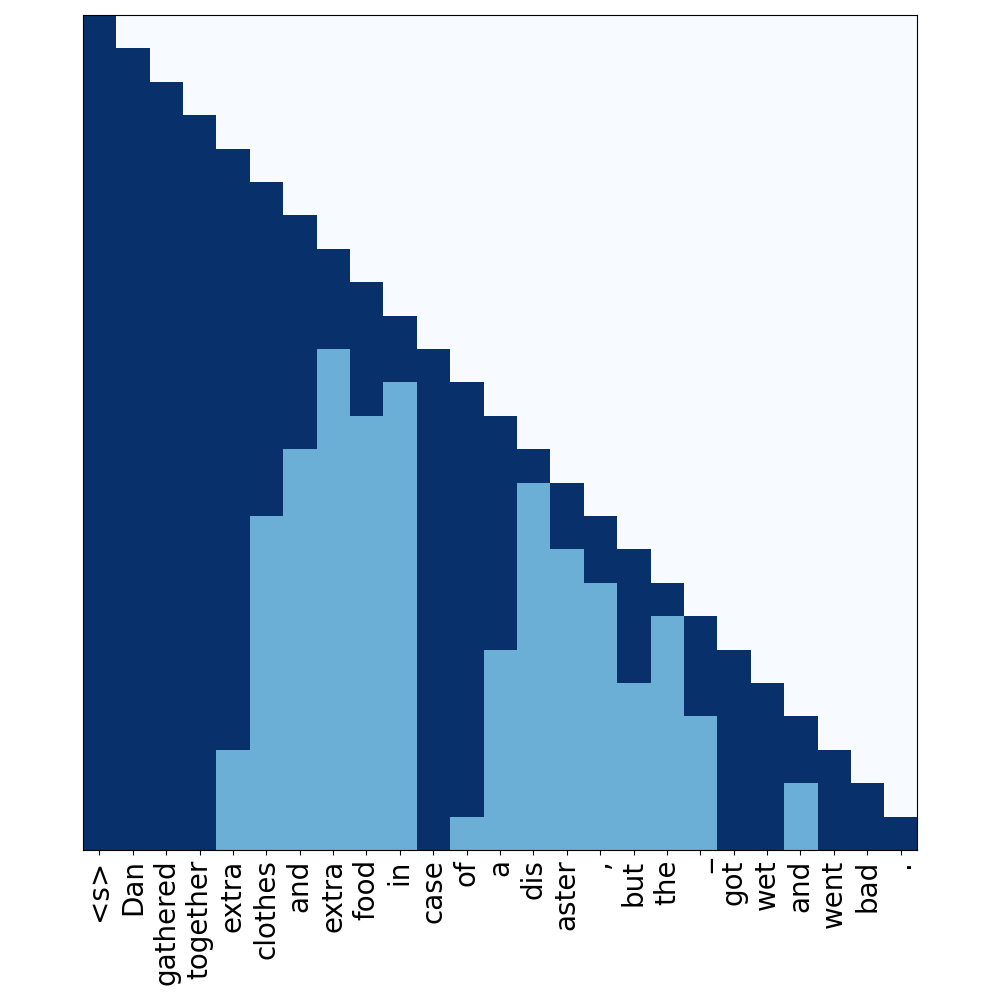 <s> Dan gathered together extra clothes and extra food in case of a dis aster , but the _ got wet and went bad .